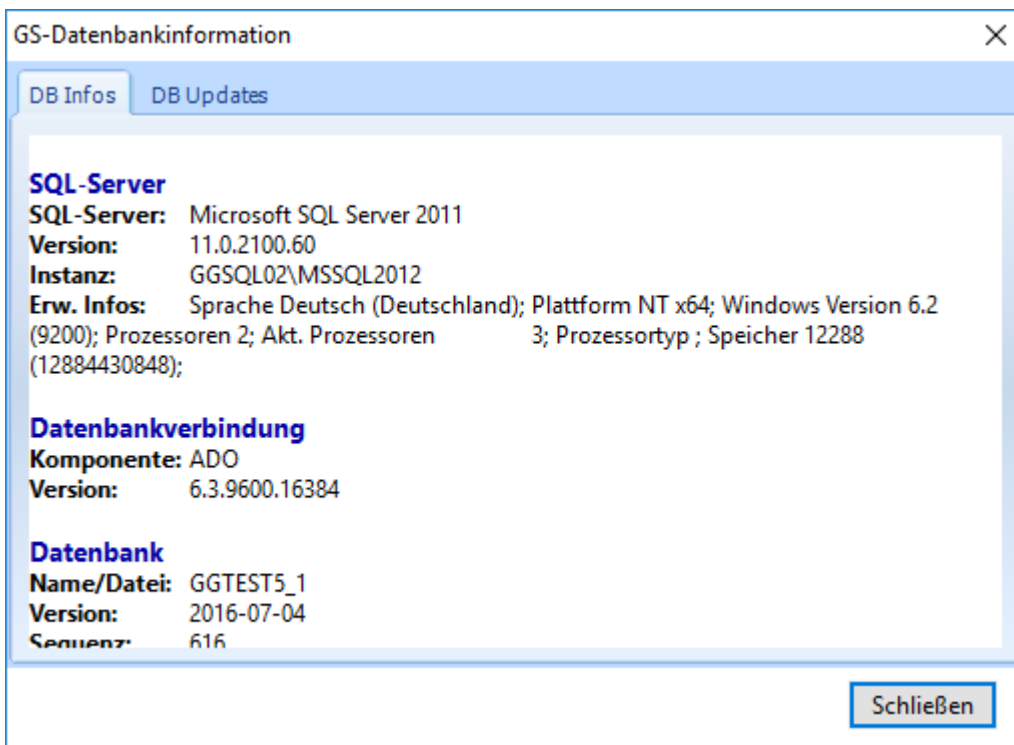 GS-Datenbankinformation
DB Infos DB Updates
SQL-Server
SQL-Server: Microsoft SQL Server 2011
Version: 11.0.2100.60
Instanz: GGSQL02\MSSQL2012
Erw. Infos: Sprache Deutsch (Deutschland); Plattform NT x64; Windows Version 6.2
(9200); Prozessoren 2; Akt. Prozessoren 3; Prozessortyp ; Speicher 12288
(12884430848);
Datenbankverbindung
Komponente: ADO
Version: 6.3.9600.16384
Datenbank
Name/Datei: GGTEST5_1
Version: 2016-07-04
Sequenz: 616
Schließen